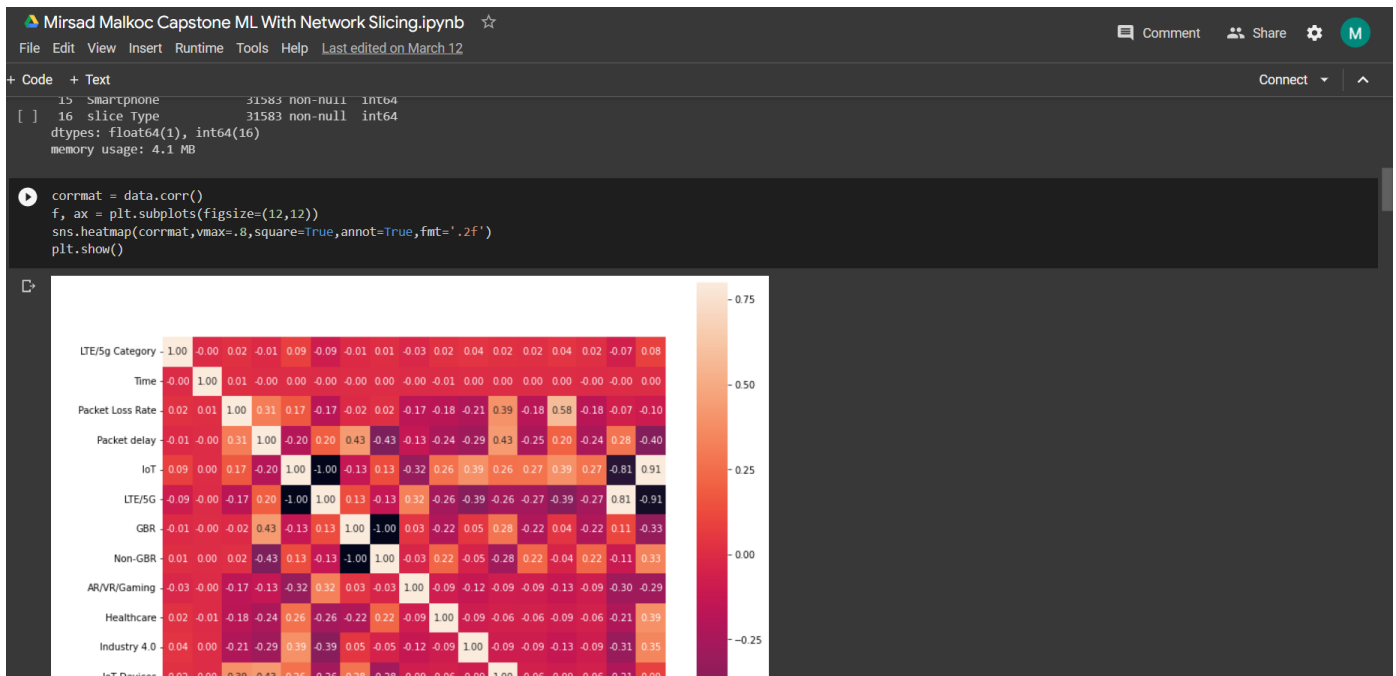 Mirsad Malkoc Capstone ML With Network Slicing.ipynb
Comment Share M
File Edit View Insert Runtime Tools Help Last edited on March 12
+ Code + Text Connect
15 Smartphone 31583 non-null int64
[ ] 16 slice Type 31583 non-null int64
dtypes: float64(1), int64(16)
memory usage: 4.1 MB
corrmat = data.corr()
f, ax = plt.subplots(figsize=(12,12))
sns.heatmap(corrmat,vmax=.8,square=True,annot=True,fmt='.2f')
plt.show()
LTE/5g Category 1.00 -0.00 0.02 -0.01 0.09 -0.09 -0.01 0.01 -0.03 0.02 0.04 0.02 0.02 0.04 0.02 -0.07 0.08
Time -0.00 1.00 0.01 -0.00 0.00 -0.00 -0.00 0.00 -0.00 -0.01 0.00 0.00 0.00 0.00 -0.00 -0.00 0.00
Packet Loss Rate 0.02 0.01 1.00 0.31 0.17 -0.17 -0.02 0.02 -0.17 -0.18 -0.21 0.39 -0.18 0.58 -0.18 -0.07 -0.10
Packet delay -0.01 -0.00 0.31 1.00 -0.20 0.20 0.43 -0.43 -0.13 -0.24 -0.29 0.43 -0.25 0.20 -0.24 0.28 -0.40
IoT 0.09 0.00 0.17 -0.20 1.00 -1.00 -0.13 0.13 -0.32 0.26 0.39 0.26 0.27 0.39 0.27 -0.81 0.91
LTE/5G -0.09 -0.00 -0.17 0.20 -1.00 1.00 0.13 -0.13 0.32 -0.26 -0.39 -0.26 -0.27 -0.39 -0.27 0.81 -0.91
GBR -0.01 -0.00 -0.02 0.43 -0.13 0.13 1.00 -1.00 0.03 -0.22 0.05 0.28 -0.22 0.04 -0.22 0.11 -0.33
Non-GBR 0.01 0.00 0.02 -0.43 0.13 -0.13 -1.00 1.00 -0.03 0.22 -0.05 -0.28 0.22 -0.04 0.22 -0.11 0.33
AR/VR/Gaming -0.03 -0.00 -0.17 -0.13 -0.32 0.32 0.03 -0.03 1.00 -0.09 -0.12 -0.09 -0.09 -0.13 -0.09 -0.30 -0.29
Healthcare 0.02 -0.01 -0.18 -0.24 0.26 -0.26 -0.22 0.22 -0.09 1.00 -0.09 -0.06 -0.06 -0.09 -0.06 -0.21 0.39
Industry 4.0 0.04 0.00 -0.21 -0.29 0.39 -0.39 0.05 -0.05 -0.12 -0.09 1.00 -0.09 -0.09 -0.13 -0.09 -0.31 0.35
IoT Devices
0.75
0.50
0.25
0.00
−0.25